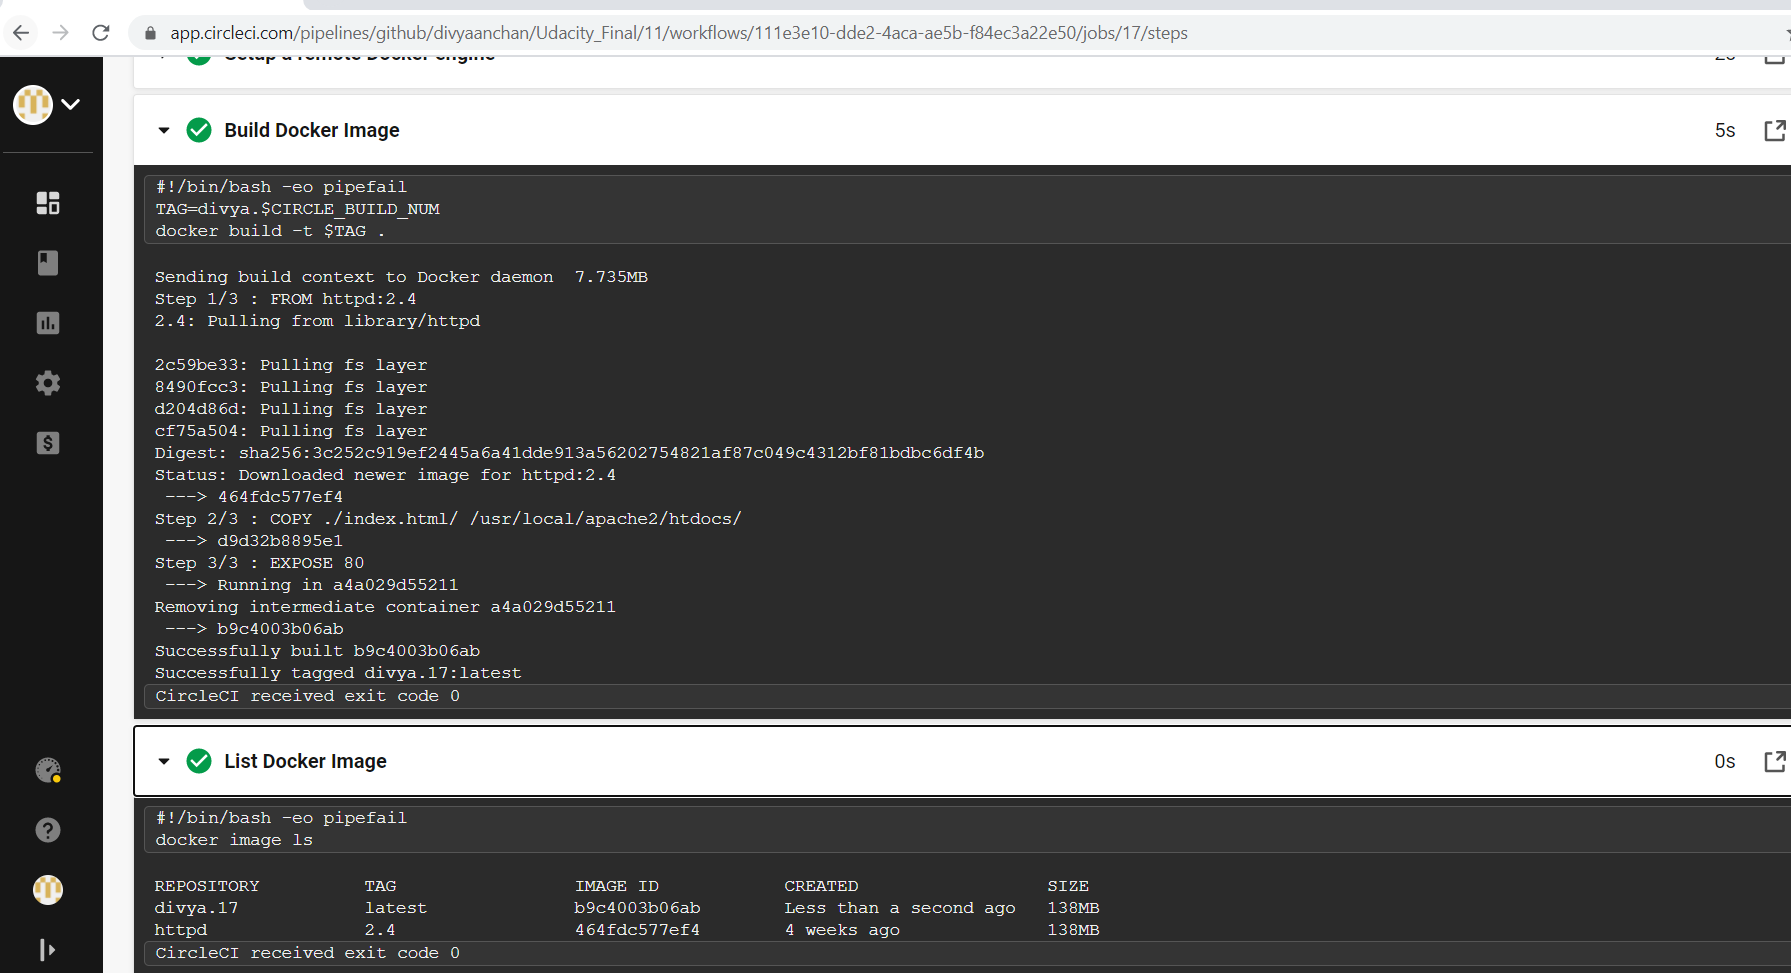 app.circleci.com/pipelines/github/divyaanchan/Udacity_Final/11/workflows/111e3e10-dde2-4aca-ae5b-f84ec3a22e50/jobs/17/steps
Setup a remote Docker engine 2s
Build Docker Image 5s
#!/bin/bash -eo pipefail
TAG=divya.$CIRCLE_BUILD_NUM
docker build -t $TAG .
Sending build context to Docker daemon  7.735MB
Step 1/3 : FROM httpd:2.4
2.4: Pulling from library/httpd
2c59be33: Pulling fs layer
8490fcc3: Pulling fs layer
d204d86d: Pulling fs layer
cf75a504: Pulling fs layer
Digest: sha256:3c252c919ef2445a6a41dde913a56202754821af87c049c4312bf81bdbc6df4b
Status: Downloaded newer image for httpd:2.4
---> 464fdc577ef4
Step 2/3 : COPY ./index.html/ /usr/local/apache2/htdocs/
---> d9d32b8895e1
Step 3/3 : EXPOSE 80
---> Running in a4a029d55211
Removing intermediate container a4a029d55211
---> b9c4003b06ab
Successfully built b9c4003b06ab
Successfully tagged divya.17:latest
CircleCI received exit code 0
List Docker Image 0s
#!/bin/bash -eo pipefail
docker image ls
REPOSITORY TAG IMAGE ID CREATED SIZE
divya.17 latest b9c4003b06ab Less than a second ago 138MB
httpd 2.4 464fdc577ef4 4 weeks ago 138MB
CircleCI received exit code 0